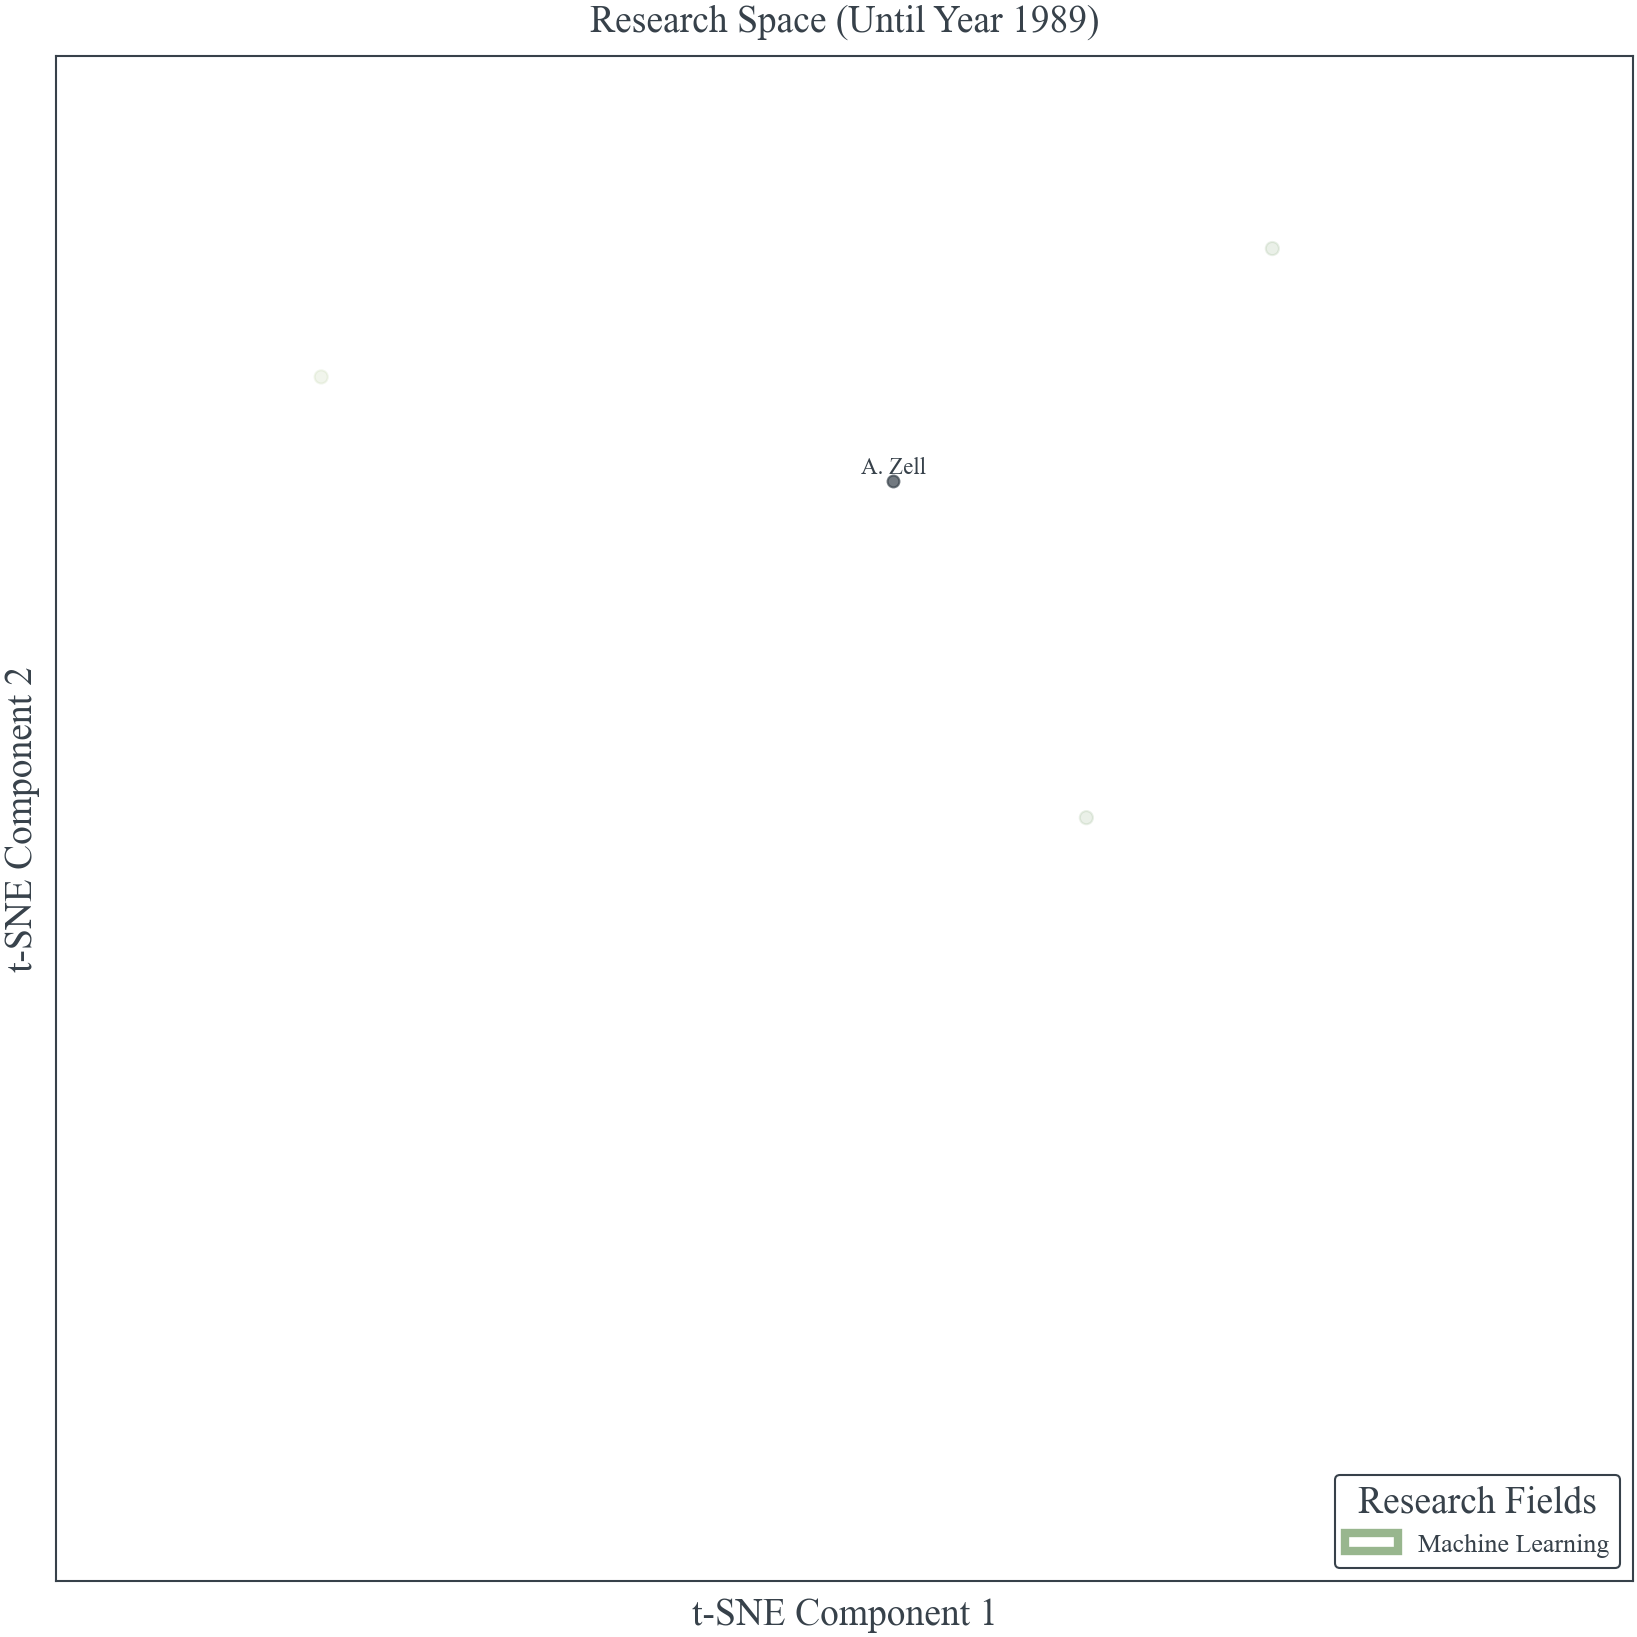 Research Space (Until Year 1989)
A. Zell
t-SNE Component 2
Research Fields
Machine Learning
t-SNE Component 1